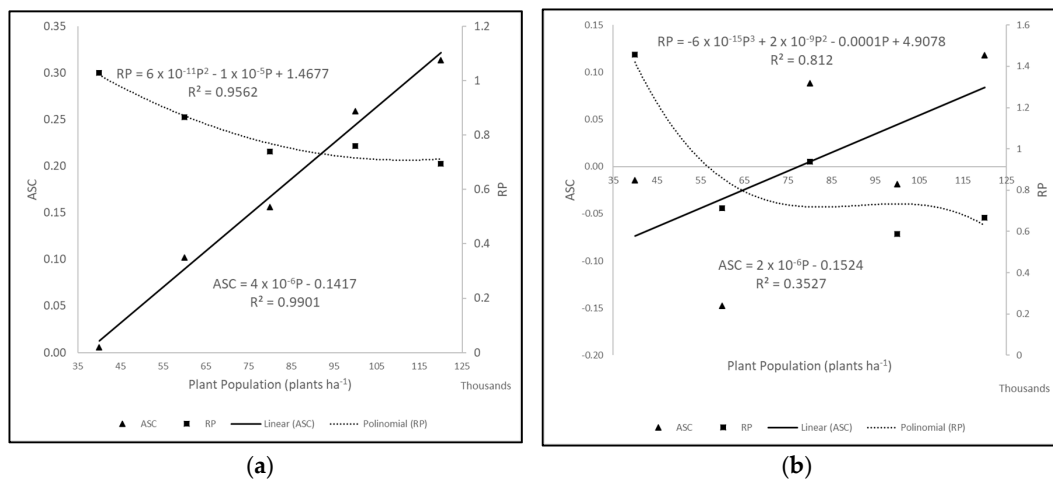 0.35
0.30
0.25
0.20
0.15
0.10
0.05
0.00
ASC
1.2
1
0.8
0.6
0.4
0.2
0
RP
RP = 6 x 10⁻¹¹P² - 1 x 10⁻⁵P + 1.4677
R² = 0.9562
ASC = 4 x 10⁻⁶P - 0.1417
R² = 0.9901
35 45 55 65 75 85 95 105 115 125
Plant Population (plants ha⁻¹)
Thousands
ASC RP Linear (ASC) Polinomial (RP)
(a)
0.15
0.10
0.05
0.00
-0.05
-0.10
-0.15
-0.20
ASC
1.6
1.4
1.2
1
0.8
0.6
0.4
0.2
0
RP
RP = -6 x 10⁻¹⁵P³ + 2 x 10⁻⁹P² - 0.0001P + 4.9078
R² = 0.812
35 45 55 65 75 85 95 105 115 125
ASC = 2 x 10⁻⁶P - 0.1524
R² = 0.3527
Plant Population (plants ha⁻¹)
Thousands
ASC RP Linear (ASC) Polinomial (RP)
(b)